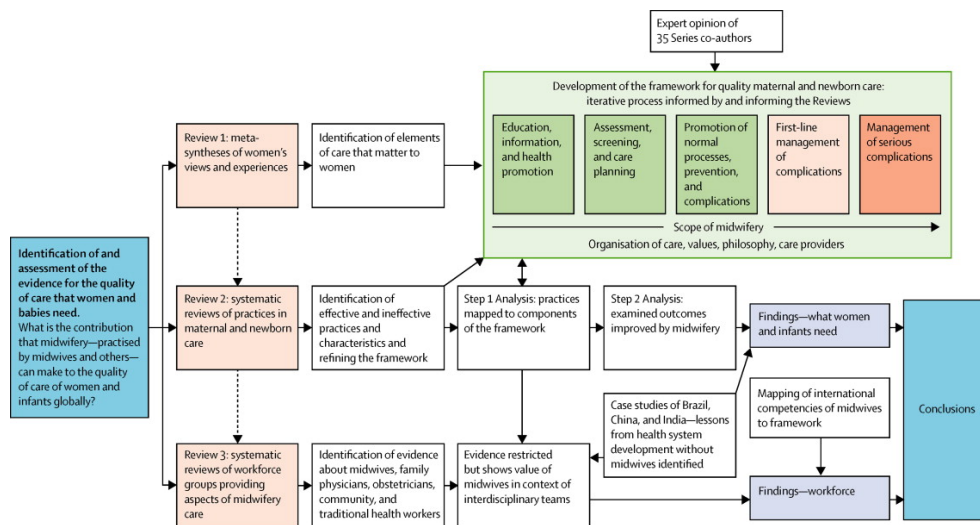 Expert opinion of
35 Series co-authors
Development of the framework for quality maternal and newborn care:
iterative process informed by and informing the Reviews
Education,
information,
and health
promotion
Assessment,
screening,
and care
planning
Promotion of
normal
processes,
prevention,
and
complications
First-line
management
of
complications
Management
of serious
complications
Scope of midwifery
Organisation of care, values, philosophy, care providers
Review 1: meta-
syntheses of women's
views and experiences
Identification of elements
of care that matter to
women
Identification of and
assessment of the
evidence for the quality
of care that women and
babies need.
What is the contribution
that midwifery—practised
by midwives and others—
can make to the quality
of care of women and
infants globally?
Review 2: systematic
reviews of practices in
maternal and newborn
care
Identification of
effective and ineffective
practices and
characteristics and
refining the framework
Step 1 Analysis: practices
mapped to components
of the framework
Step 2 Analysis:
examined outcomes
improved by midwifery
Findings—what women
and infants need
Case studies of Brazil,
China, and India—lessons
from health system
development without
midwives identified
Mapping of international
competencies of midwives
to framework
Conclusions
Review 3: systematic
reviews of workforce
groups providing
aspects of midwifery
care
Identification of evidence
about midwives, family
physicians, obstetricians,
community, and
traditional health workers
Evidence restricted
but shows value of
midwives in context of
interdisciplinary teams
Findings—workforce